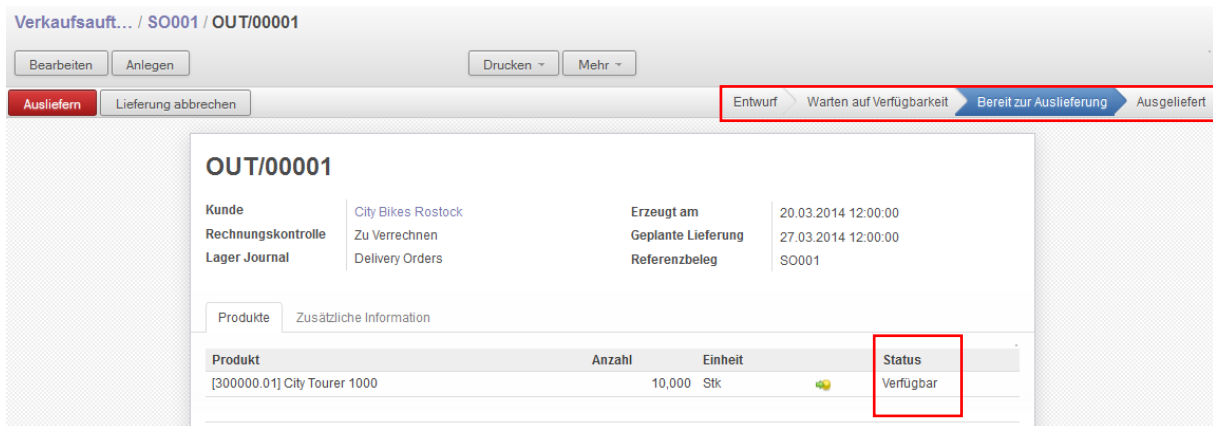 Verkaufsauft... / SO001 / OUT/00001
Bearbeiten Anlegen Drucken Mehr
Ausliefern Lieferung abbrechen Entwurf Warten auf Verfügbarkeit Bereit zur Auslieferung Ausgeliefert
OUT/00001
Kunde City Bikes Rostock Erzeugt am 20.03.2014 12:00:00
Rechnungskontrolle Zu Verrechnen Geplante Lieferung 27.03.2014 12:00:00
Lager Journal Delivery Orders Referenzbeleg SO001
Produkte Zusätzliche Information
Produkt Anzahl Einheit Status
[300000.01] City Tourer 1000 10,000 Stk Verfügbar